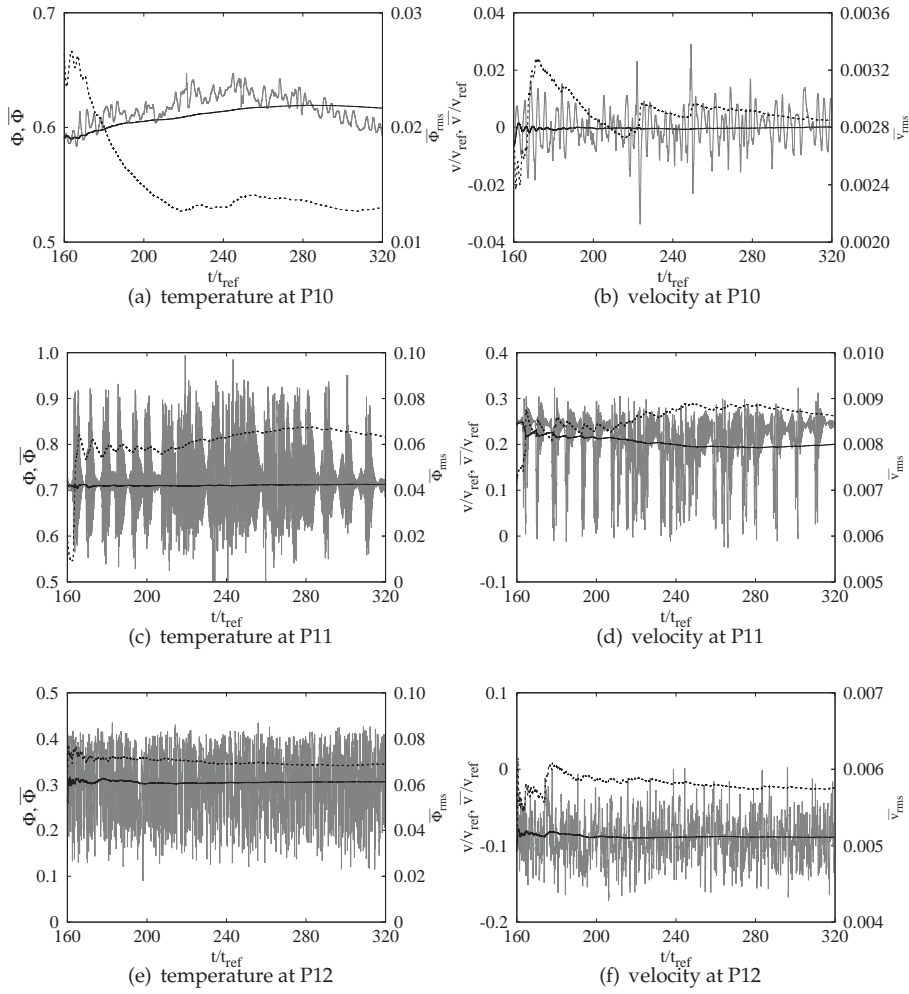 0.7
0.6
0.5
0.03
0.02
0.01
Φ, Φ̅
Φ̅rms
160 200 240 280 320
t/tref
(a) temperature at P10
0.04
0.02
0
-0.02
-0.04
0.0036
0.0032
0.0028
0.0024
0.0020
v/vref, v̅/vref
v̅rms
160 200 240 280 320
t/tref
(b) velocity at P10
1.0
0.9
0.8
0.7
0.6
0.5
0.10
0.08
0.06
0.04
0.02
0
Φ, Φ̅
Φ̅rms
160 200 240 280 320
t/tref
(c) temperature at P11
0.4
0.3
0.2
0.1
0
-0.1
0.010
0.009
0.008
0.007
0.006
0.005
v/vref, v̅/vref
v̅rms
160 200 240 280 320
t/tref
(d) velocity at P11
0.5
0.4
0.3
0.2
0.1
0
0.10
0.08
0.06
0.04
0.02
0
Φ, Φ̅
Φ̅rms
160 200 240 280 320
t/tref
(e) temperature at P12
0.1
0
-0.1
-0.2
0.007
0.006
0.005
0.004
v/vref, v̅/vref
v̅rms
160 200 240 280 320
t/tref
(f) velocity at P12